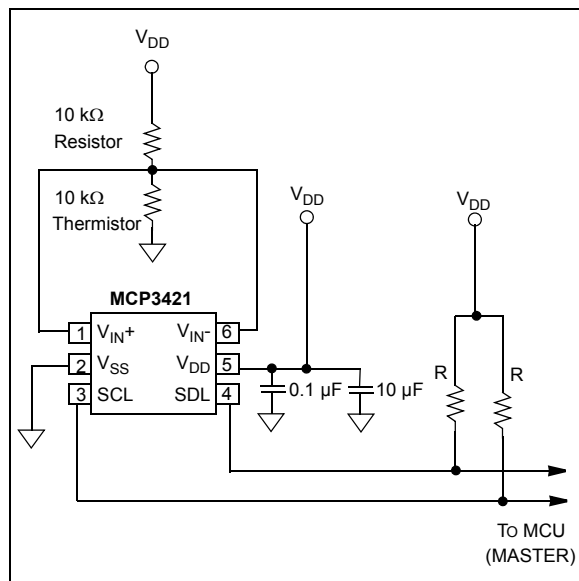 VDD
10 kΩ
Resistor
10 kΩ
Thermistor
VDD
VDD
MCP3421
1 VIN+ VIN- 6
2 VSS VDD 5
3 SCL SDL 4
0.1 µF 10 µF
R R
TO MCU
(MASTER)